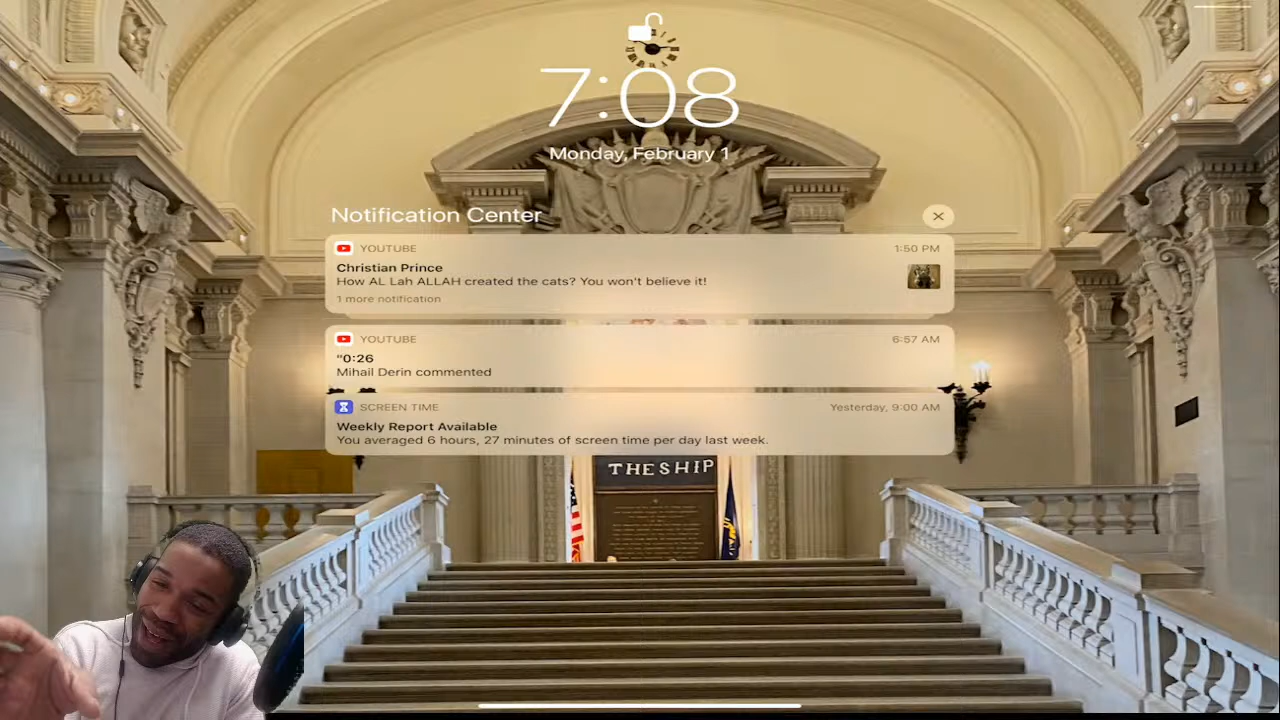 7:08
Monday, February 1
Notification Center
YOUTUBE 1:50 PM
Christian Prince
How AL Lah ALLAH created the cats? You won't believe it!
1 more notification
YOUTUBE 6:57 AM
"0:26
Mihail Derin commented
SCREEN TIME Yesterday, 9:00 AM
Weekly Report Available
You averaged 6 hours, 27 minutes of screen time per day last week.
THE SHIP